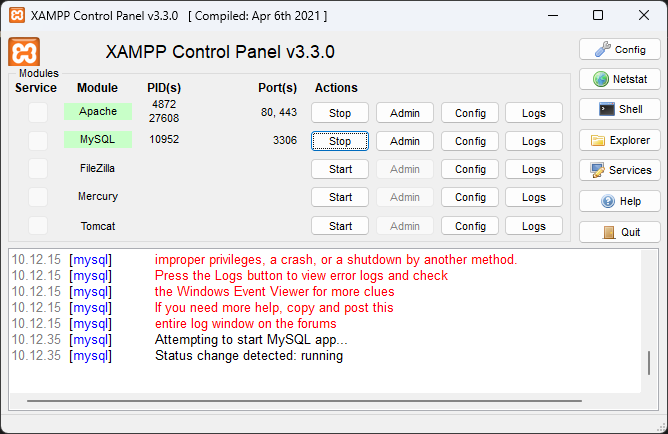 XAMPP Control Panel v3.3.0 [ Compiled: Apr 6th 2021 ]
XAMPP Control Panel v3.3.0
Config
Modules
Service Module PID(s) Port(s) Actions
Netstat
Apache 4872 27608 80, 443 Stop Admin Config Logs
Shell
MySQL 10952 3306 Stop Admin Config Logs
Explorer
FileZilla Start Admin Config Logs
Services
Mercury Start Admin Config Logs
Help
Tomcat Start Admin Config Logs
Quit
10.12.15 [mysql] improper privileges, a crash, or a shutdown by another method.
10.12.15 [mysql] Press the Logs button to view error logs and check
10.12.15 [mysql] the Windows Event Viewer for more clues
10.12.15 [mysql] If you need more help, copy and post this
10.12.15 [mysql] entire log window on the forums
10.12.35 [mysql] Attempting to start MySQL app...
10.12.35 [mysql] Status change detected: running